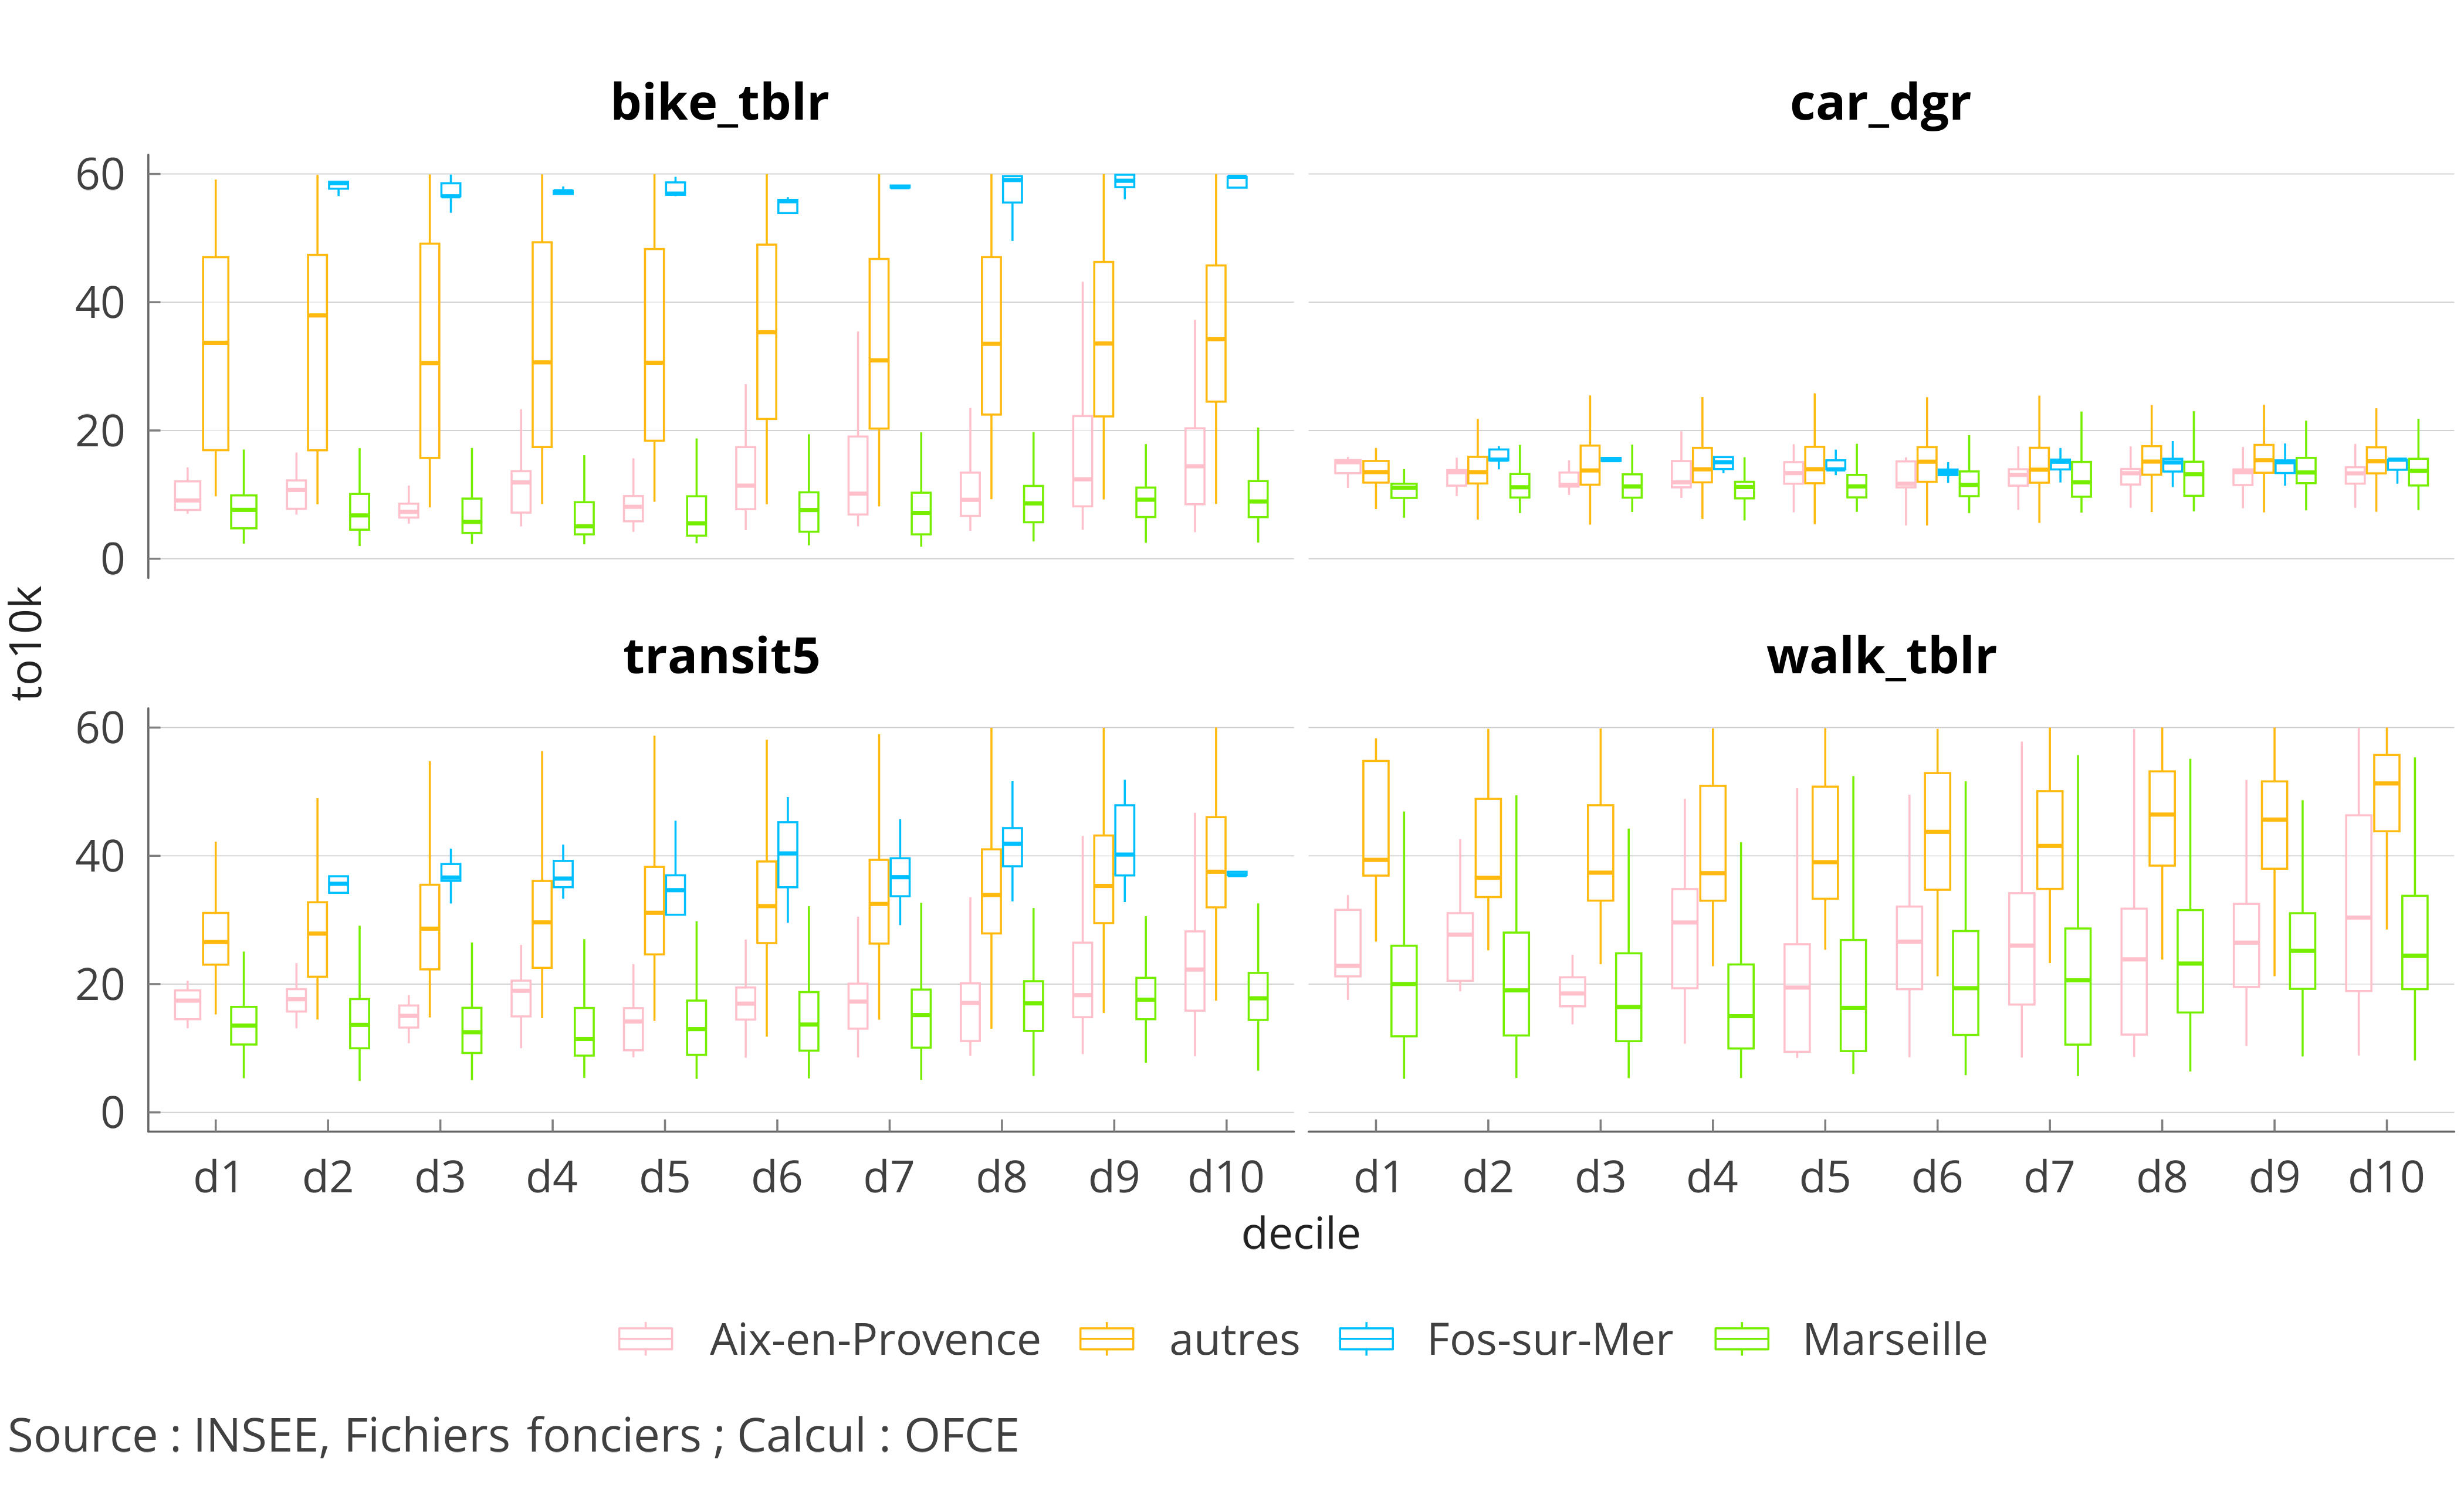 bike_tblr car_dgr
60
40
20
0
to10k
transit5 walk_tblr
60
40
20
0
d1 d2 d3 d4 d5 d6 d7 d8 d9 d10 d1 d2 d3 d4 d5 d6 d7 d8 d9 d10
decile
Aix-en-Provence autres Fos-sur-Mer Marseille
Source : INSEE, Fichiers fonciers ; Calcul : OFCE